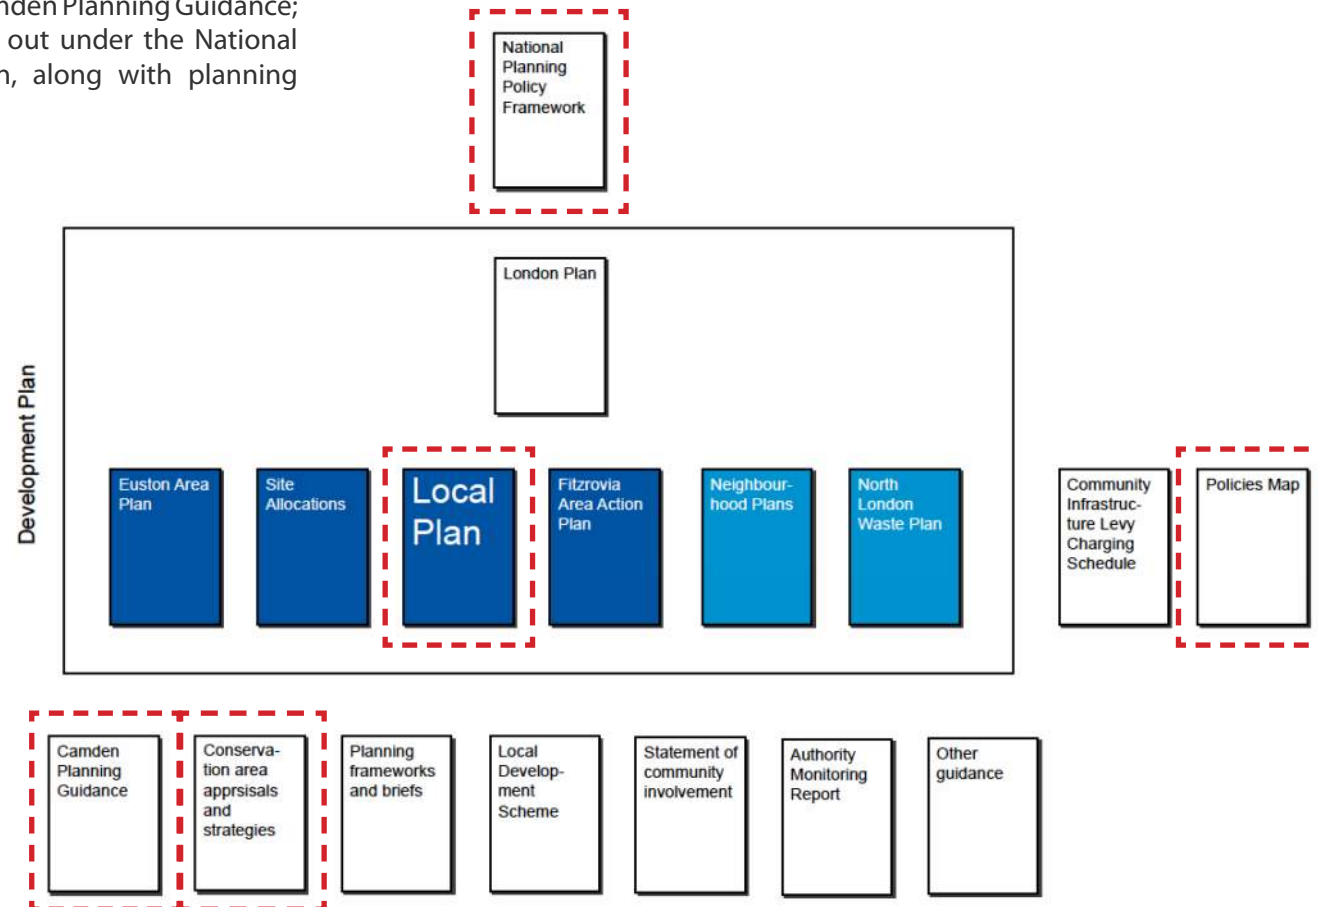 mden Planning Guidance;
out under the National
n, along with planning
National
Planning
Policy
Framework
Development Plan
London Plan
Euston Area
Plan
Site
Allocations
Local
Plan
Fitzrovia
Area Action
Plan
Neighbour-
hood Plans
North
London
Waste Plan
Community
Infrastruc-
ture Levy
Charging
Schedule
Policies Map
Camden
Planning
Guidance
Conserva-
tion area
apprsisals
and
strategies
Planning
frameworks
and briefs
Local
Develop-
ment
Scheme
Statement of
community
involvement
Authority
Monitoring
Report
Other
guidance